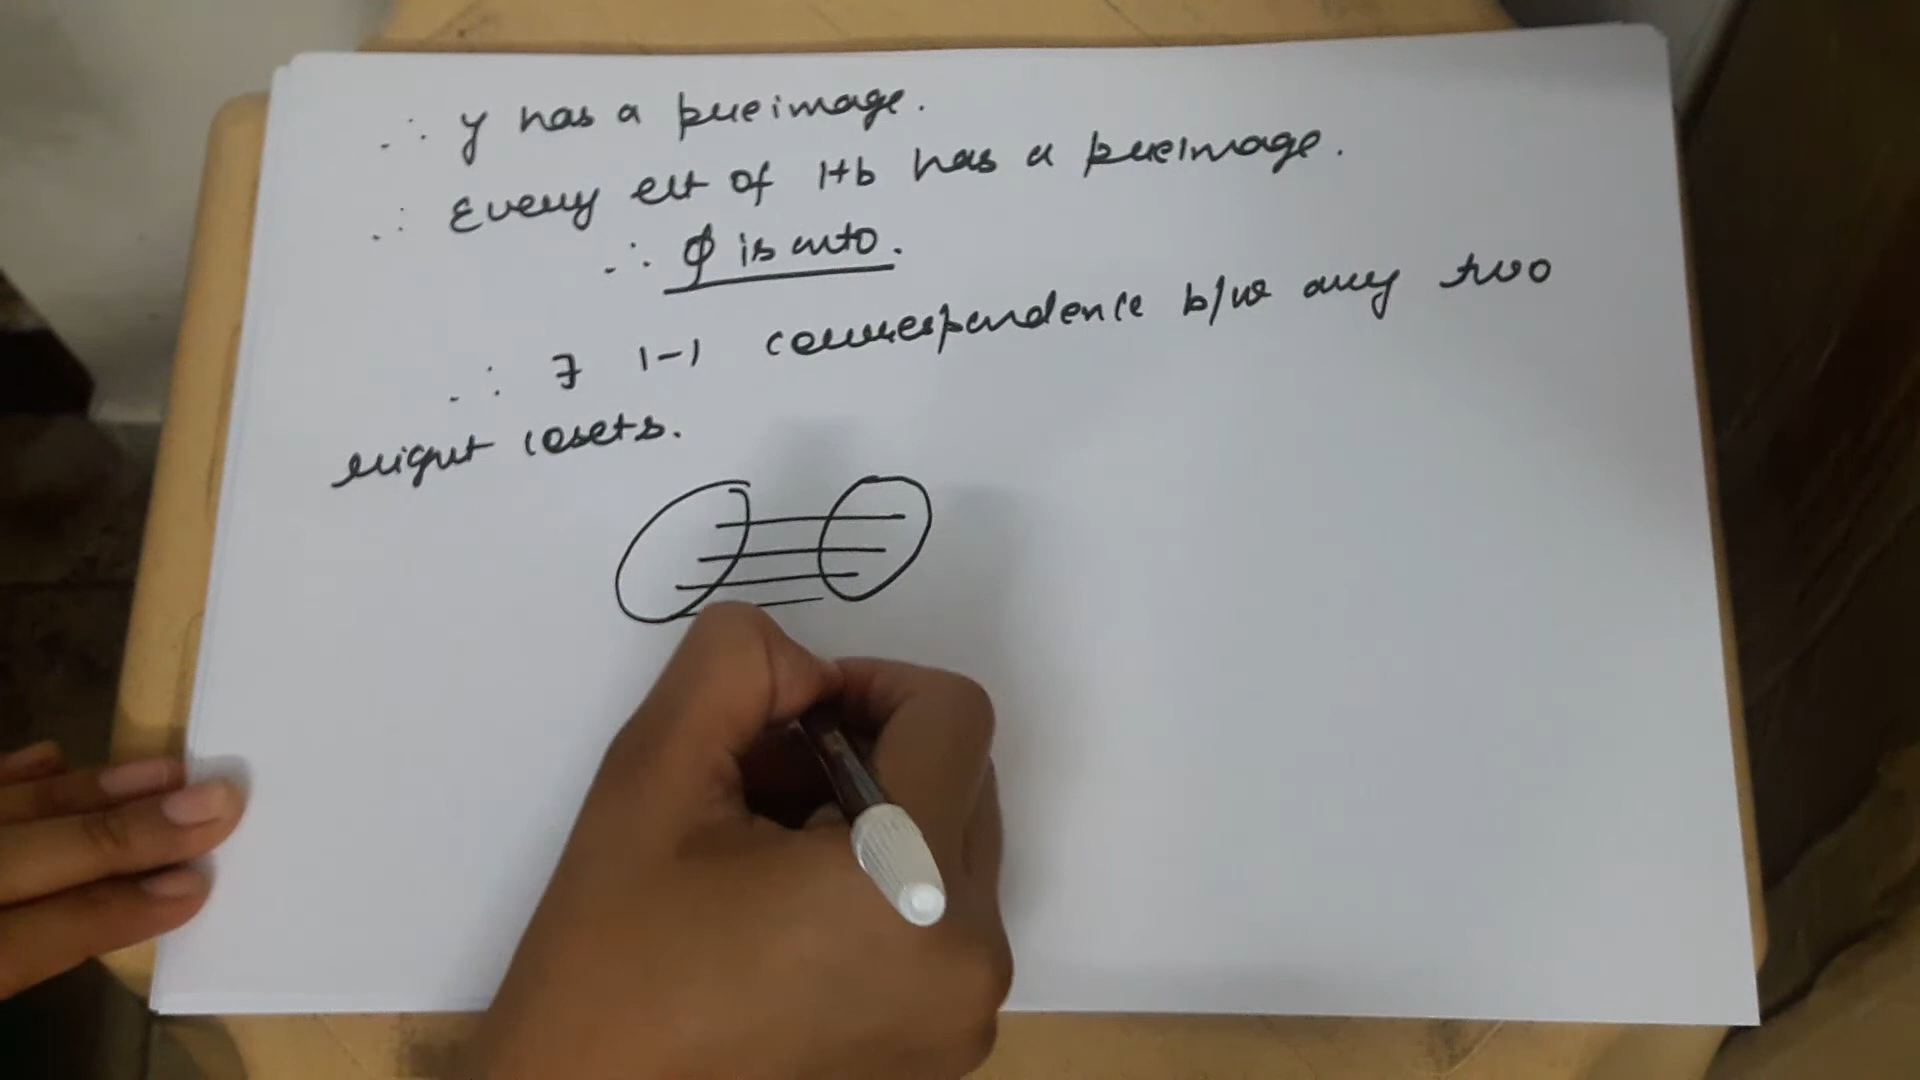 ∴ y has a preimage.
∴ Every elt of Hb has a preimage.
∴ ϕ is onto.
∴ ∃ 1-1 correspondence b/w any two
right cosets.